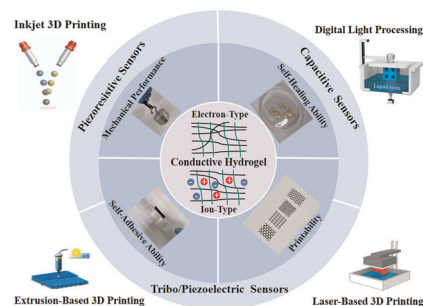 Inkjet 3D Printing
Digital Light Processing
Piezoresistive Sensors
Capacitive Sensors
Mechanical Performance
Self-Healing Ability
Liquid resin
Electron-Type
Conductive Hydrogel
Ion-Type
Self-Adhesive Ability
Printability
Tribo/Piezoelectric Sensors
Extrusion-Based 3D Printing
Laser-Based 3D Printing